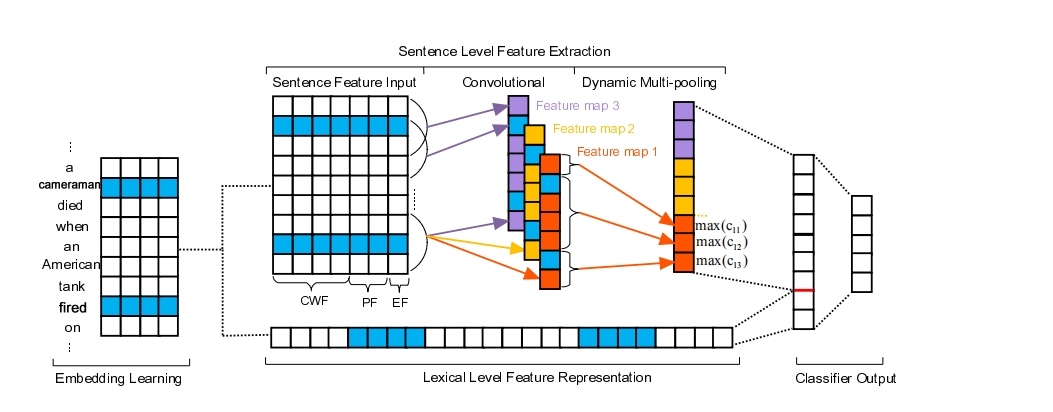 Sentence Level Feature Extraction
Sentence Feature Input
Convolutional
Dynamic Multi-pooling
Feature map 3
Feature map 2
Feature map 1
⋮
a
cameraman
died
when
an
American
tank
fired
on
⋮
max(c11)
max(c12)
max(c13)
CWF
PF
EF
Embedding Learning
Lexical Level Feature Representation
Classifier Output